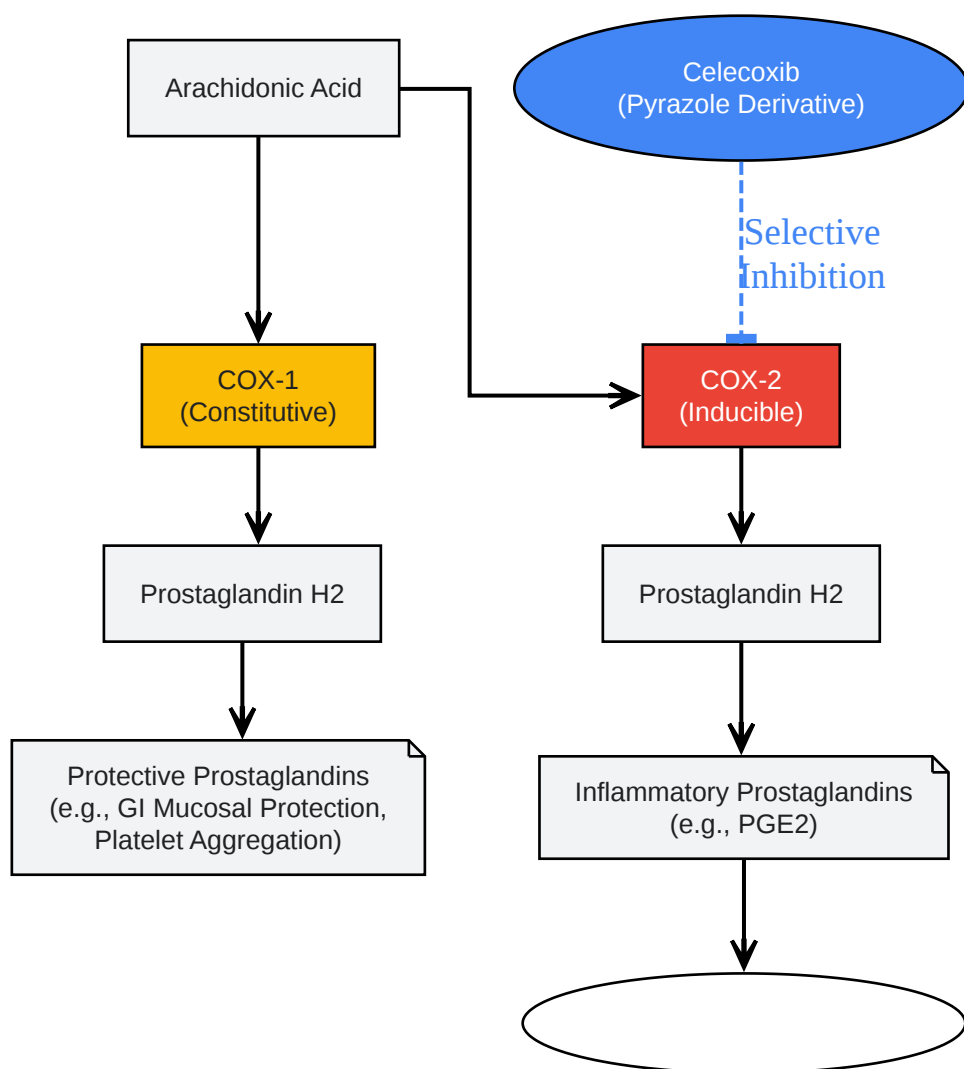 Arachidonic Acid
Celecoxib
(Pyrazole Derivative)
Selective
Inhibition
COX-1
(Constitutive)
COX-2
(Inducible)
Prostaglandin H2
Prostaglandin H2
Protective Prostaglandins
(e.g., GI Mucosal Protection,
Platelet Aggregation)
Inflammatory Prostaglandins
(e.g., PGE2)